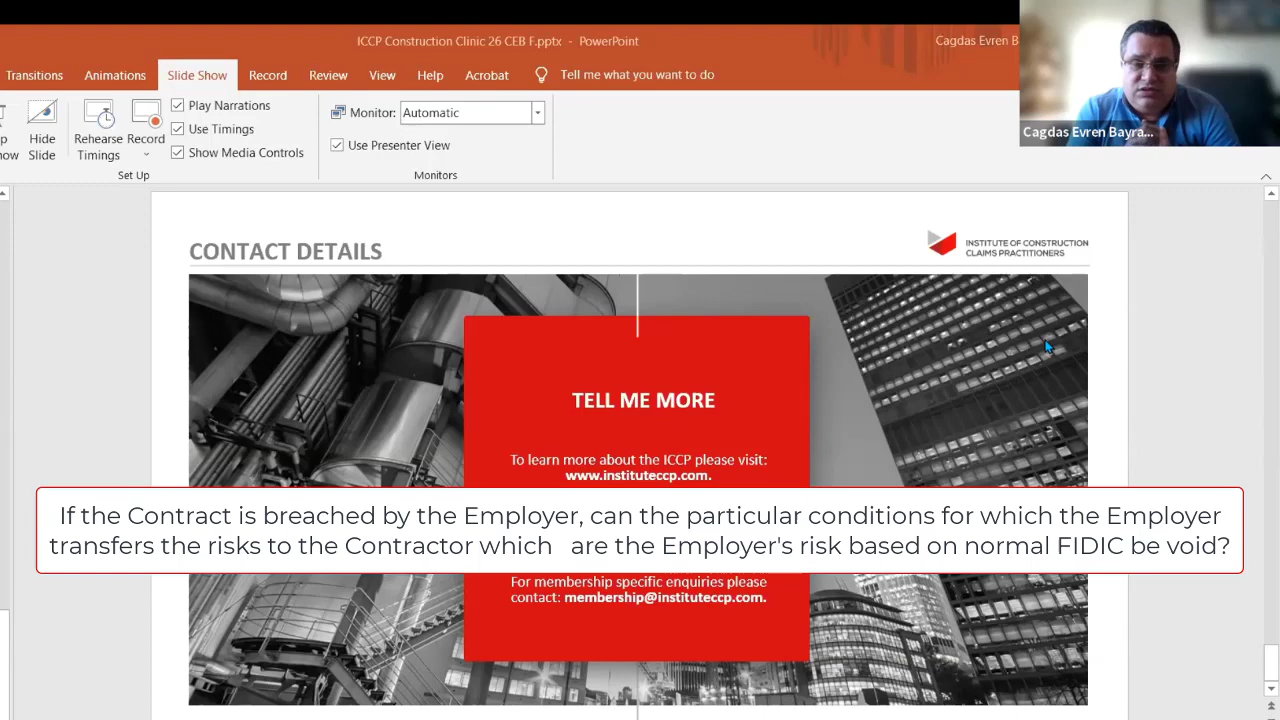 ICCP Construction Clinic 26 CEB F.pptx - PowerPoint
Cagdas Evren B
Transitions Animations Slide Show Record Review View Help Acrobat Tell me what you want to do
Play Narrations
Use Timings
Show Media Controls
Hide
Slide
Rehearse
Timings
Record
Set Up
Monitor: Automatic
Use Presenter View
Monitors
Cagdas Evren Bayra...
CONTACT DETAILS
INSTITUTE OF CONSTRUCTION
CLAIMS PRACTITIONERS
TELL ME MORE
To learn more about the ICCP please visit:
www.instituteccp.com.
If the Contract is breached by the Employer, can the particular conditions for which the Employer
transfers the risks to the Contractor which are the Employer's risk based on normal FIDIC be void?
For membership specific enquiries please
contact: membership@instituteccp.com.